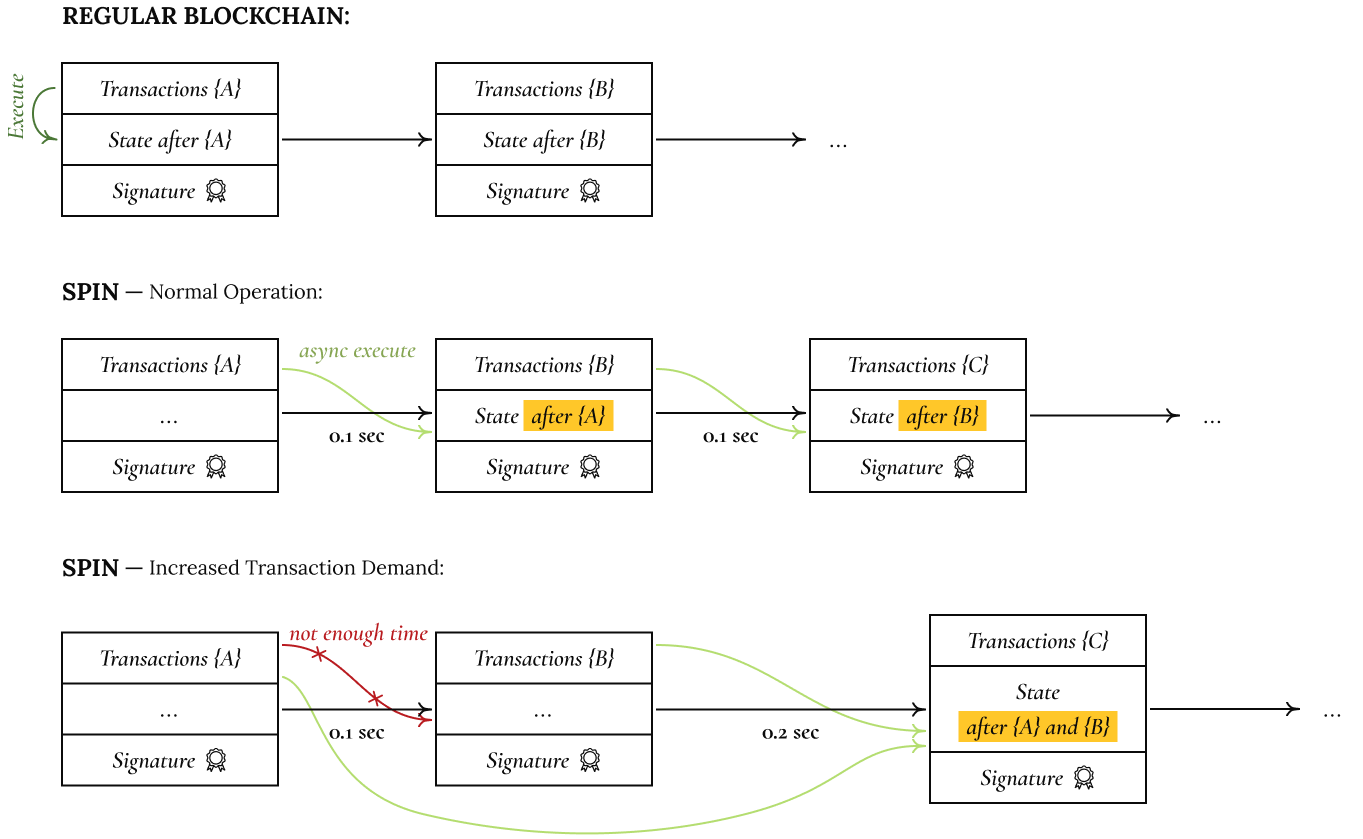 REGULAR BLOCKCHAIN:
Execute
Transactions {A}
State after {A}
Signature
Transactions {B}
State after {B}
Signature
...
SPIN — Normal Operation:
Transactions {A}
...
Signature
async execute
0.1 sec
Transactions {B}
State after {A}
Signature
0.1 sec
Transactions {C}
State after {B}
Signature
...
SPIN — Increased Transaction Demand:
Transactions {A}
...
Signature
not enough time
0.1 sec
Transactions {B}
...
Signature
0.2 sec
Transactions {C}
State
after {A} and {B}
Signature
...